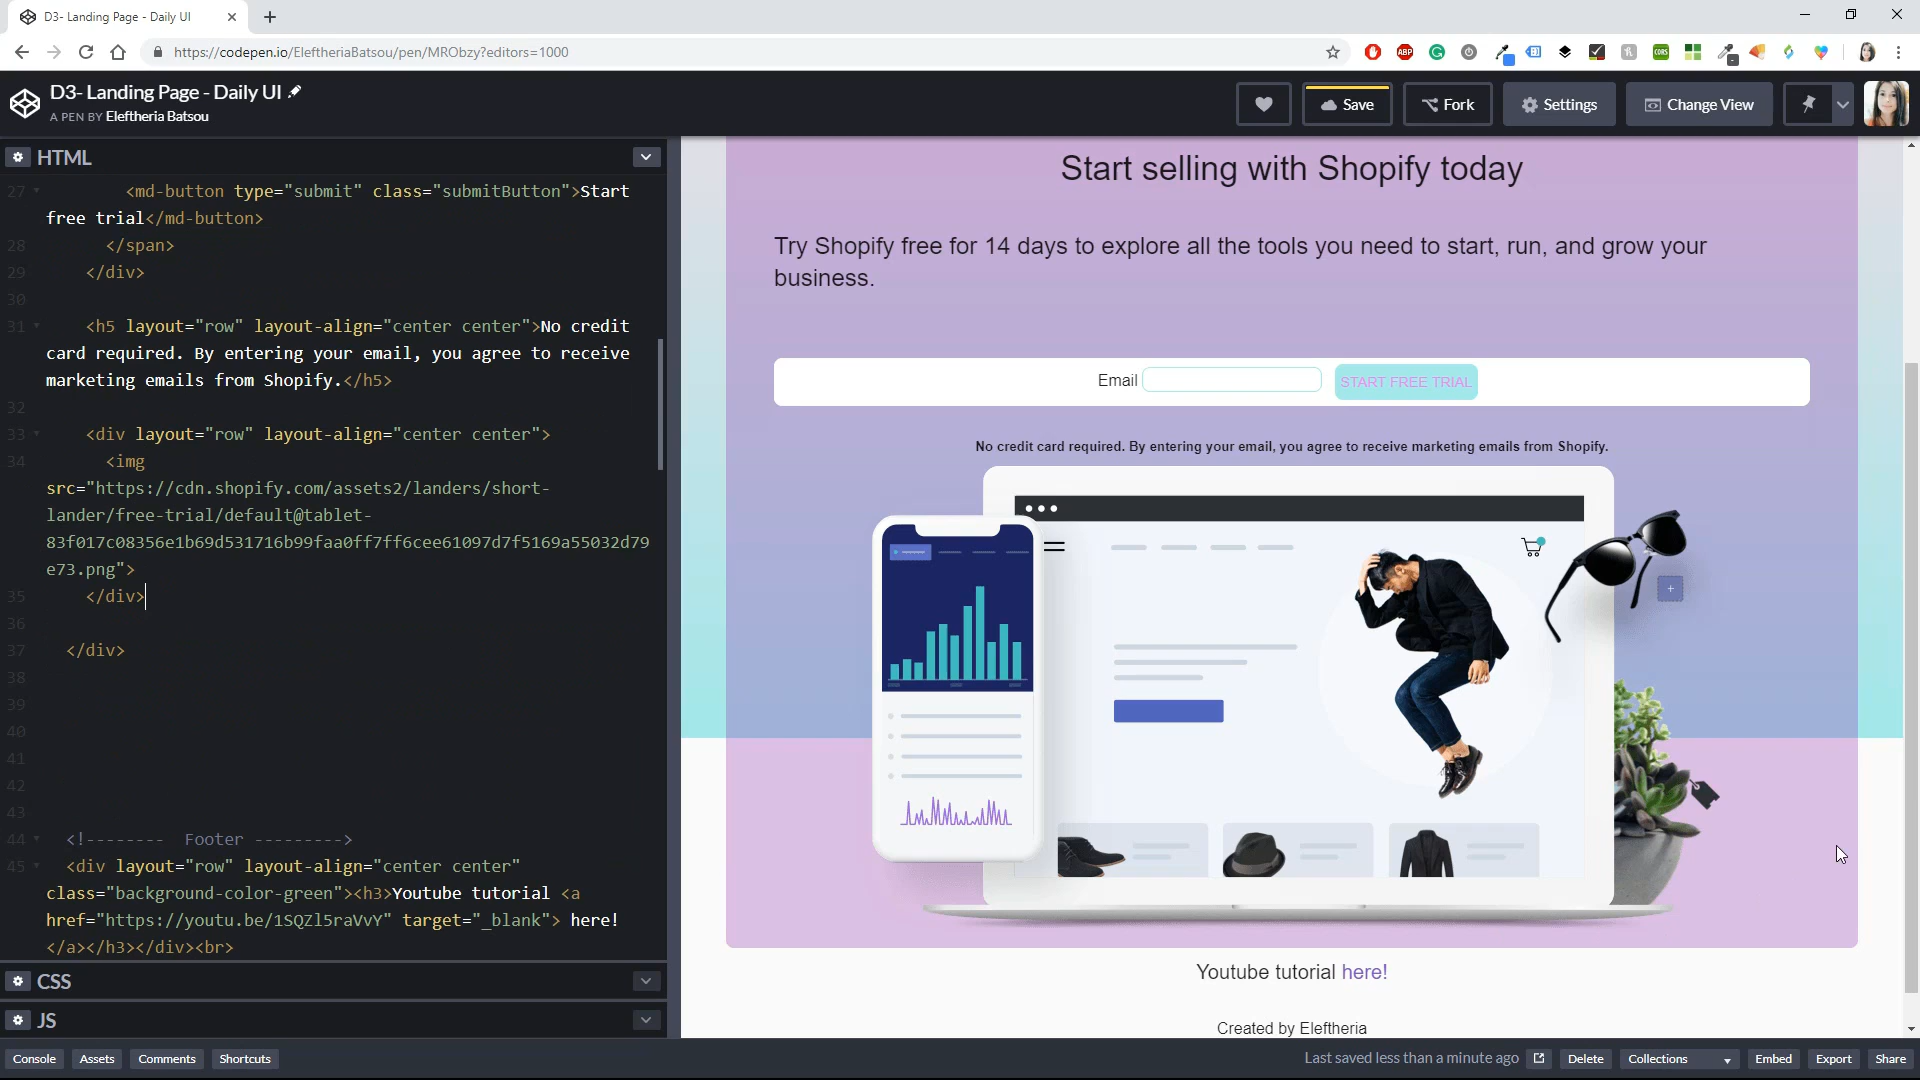 D3- Landing Page - Daily UI
https://codepen.io/EleftheriaBatsou/pen/MRObzy?editors=1000
D3- Landing Page - Daily UI
A PEN BY Eleftheria Batsou
Save
Fork
Settings
Change View
HTML
27 <md-button type="submit" class="submitButton">Start
free trial</md-button>
28 </span>
29 </div>
30
31 <h5 layout="row" layout-align="center center">No credit
card required. By entering your email, you agree to receive
marketing emails from Shopify.</h5>
32
33 <div layout="row" layout-align="center center">
34 <img
src="https://cdn.shopify.com/assets2/landers/short-
lander/free-trial/default@tablet-
83f017c08356e1b69d531716b99faa0ff7ff6cee61097d7f5169a55032d79
e73.png">
35 </div>
36
37 </div>
38
39
40
41
42
43
44 <!-------- Footer --------->
45 <div layout="row" layout-align="center center"
class="background-color-green"><h3>Youtube tutorial <a
href="https://youtu.be/1SQZl5raVvY" target="_blank"> here!
</a></h3></div><br>
CSS
JS
Start selling with Shopify today
Try Shopify free for 14 days to explore all the tools you need to start, run, and grow your
business.
Email
START FREE TRIAL
No credit card required. By entering your email, you agree to receive marketing emails from Shopify.
Youtube tutorial here!
Created by Eleftheria
Console
Assets
Comments
Shortcuts
Last saved less than a minute ago
Delete
Collections
Embed
Export
Share